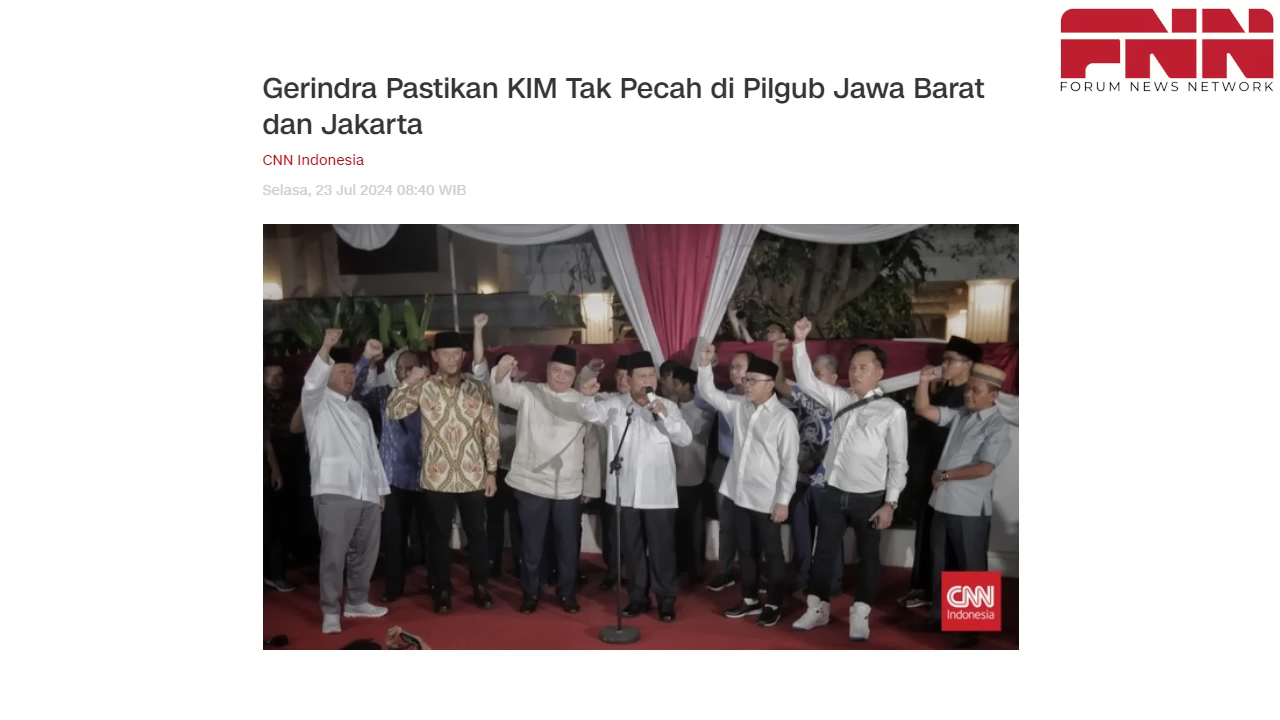 FNN
FORUM NEWS NETWORK
Gerindra Pastikan KIM Tak Pecah di Pilgub Jawa Barat
dan Jakarta
CNN Indonesia
Selasa, 23 Jul 2024 08:40 WIB
CNN
Indonesia